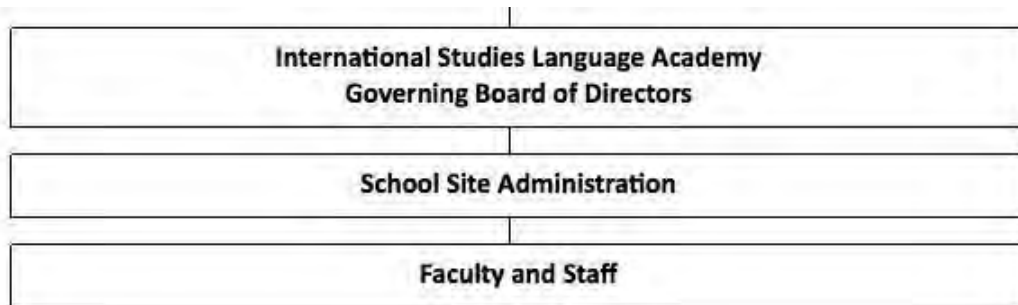 International Studies Language Academy
Governing Board of Directors
School Site Administration
Faculty and Staff